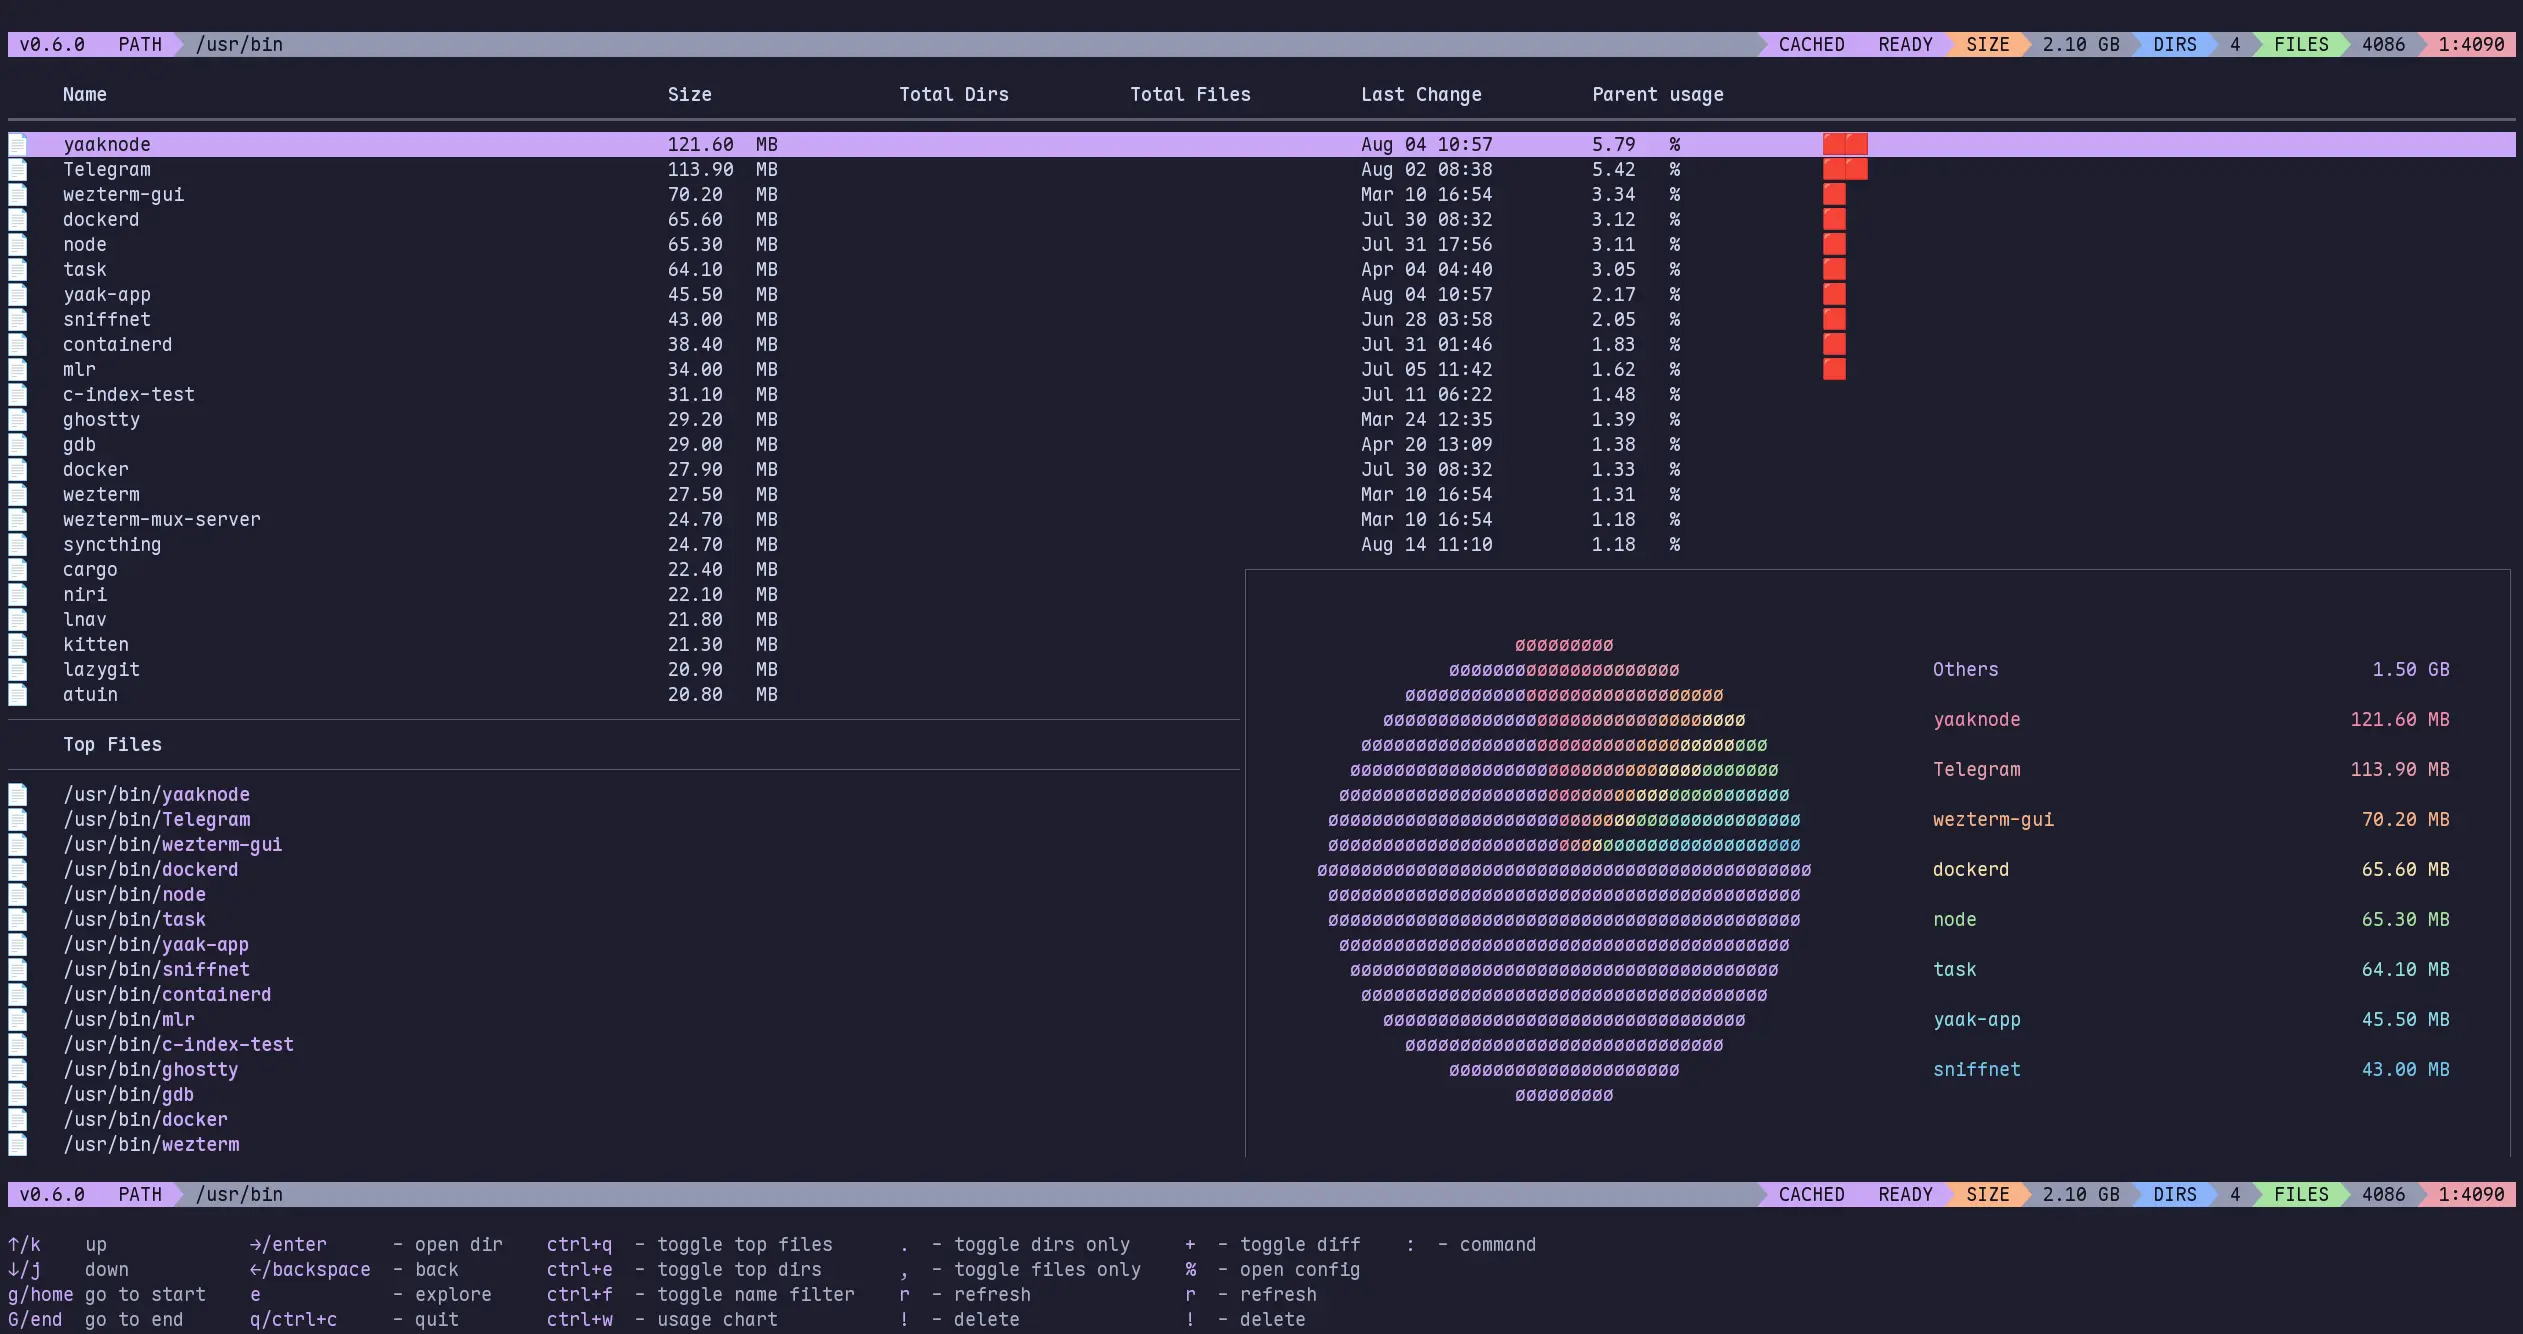 v0.6.0 PATH /usr/bin CACHED READY SIZE 2.10 GB DIRS 4 FILES 4086 1:4090
Name Size Total Dirs Total Files Last Change Parent usage
yaaknode 121.60 MB Aug 04 10:57 5.79 %
Telegram 113.90 MB Aug 02 08:38 5.42 %
wezterm-gui 70.20 MB Mar 10 16:54 3.34 %
dockerd 65.60 MB Jul 30 08:32 3.12 %
node 65.30 MB Jul 31 17:56 3.11 %
task 64.10 MB Apr 04 04:40 3.05 %
yaak-app 45.50 MB Aug 04 10:57 2.17 %
sniffnet 43.00 MB Jun 28 03:58 2.05 %
containerd 38.40 MB Jul 31 01:46 1.83 %
mlr 34.00 MB Jul 05 11:42 1.62 %
c-index-test 31.10 MB Jul 11 06:22 1.48 %
ghostty 29.20 MB Mar 24 12:35 1.39 %
gdb 29.00 MB Apr 20 13:09 1.38 %
docker 27.90 MB Jul 30 08:32 1.33 %
wezterm 27.50 MB Mar 10 16:54 1.31 %
wezterm-mux-server 24.70 MB Mar 10 16:54 1.18 %
syncthing 24.70 MB Aug 14 11:10 1.18 %
cargo 22.40 MB
niri 22.10 MB
lnav 21.80 MB
kitten 21.30 MB
lazygit 20.90 MB
atuin 20.80 MB
Top Files
/usr/bin/yaaknode
/usr/bin/Telegram
/usr/bin/wezterm-gui
/usr/bin/dockerd
/usr/bin/node
/usr/bin/task
/usr/bin/yaak-app
/usr/bin/sniffnet
/usr/bin/containerd
/usr/bin/mlr
/usr/bin/c-index-test
/usr/bin/ghostty
/usr/bin/gdb
/usr/bin/docker
/usr/bin/wezterm
Others 1.50 GB
yaaknode 121.60 MB
Telegram 113.90 MB
wezterm-gui 70.20 MB
dockerd 65.60 MB
node 65.30 MB
task 64.10 MB
yaak-app 45.50 MB
sniffnet 43.00 MB
v0.6.0 PATH /usr/bin CACHED READY SIZE 2.10 GB DIRS 4 FILES 4086 1:4090
↑/k up →/enter - open dir ctrl+q - toggle top files . - toggle dirs only + - toggle diff : - command
↓/j down ←/backspace - back ctrl+e - toggle top dirs , - toggle files only % - open config
g/home go to start e - explore ctrl+f - toggle name filter r - refresh r - refresh
G/end go to end q/ctrl+c - quit ctrl+w - usage chart ! - delete ! - delete